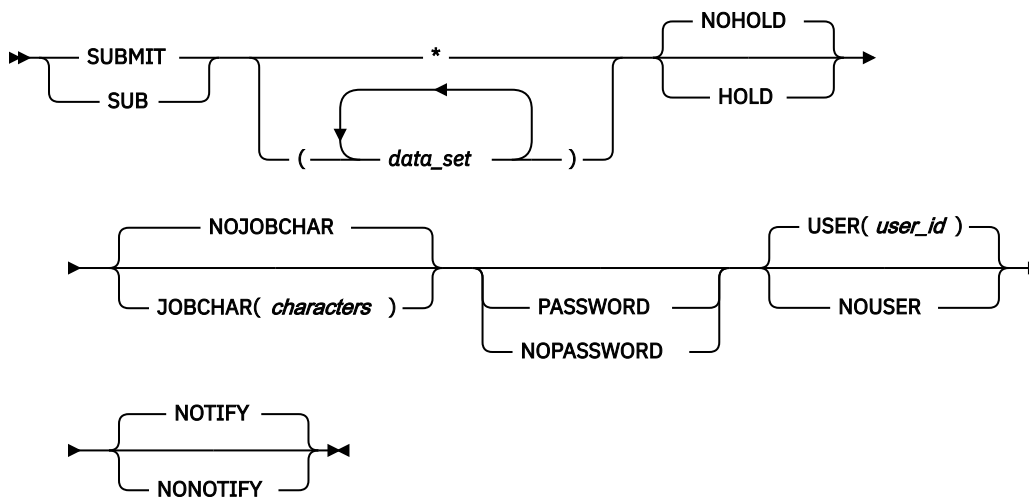 NOHOLD
SUBMIT *
SUB HOLD
( data_set )
NOJOBCHAR USER( user_id )
JOBCHAR( characters ) PASSWORD NOUSER
NOPASSWORD
NOTIFY
NONOTIFY